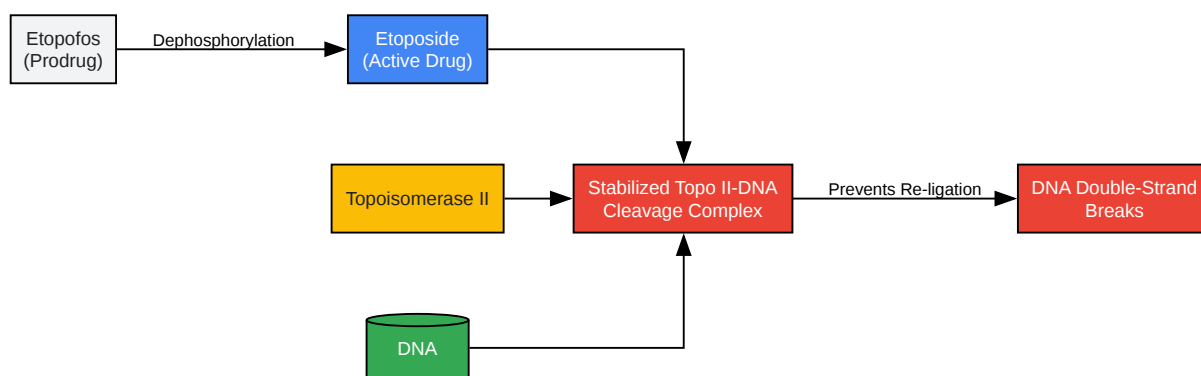 Etopofos
(Prodrug)
Dephosphorylation
Etoposide
(Active Drug)
Topoisomerase II
Stabilized Topo II-DNA
Cleavage Complex
Prevents Re-ligation
DNA Double-Strand
Breaks
DNA